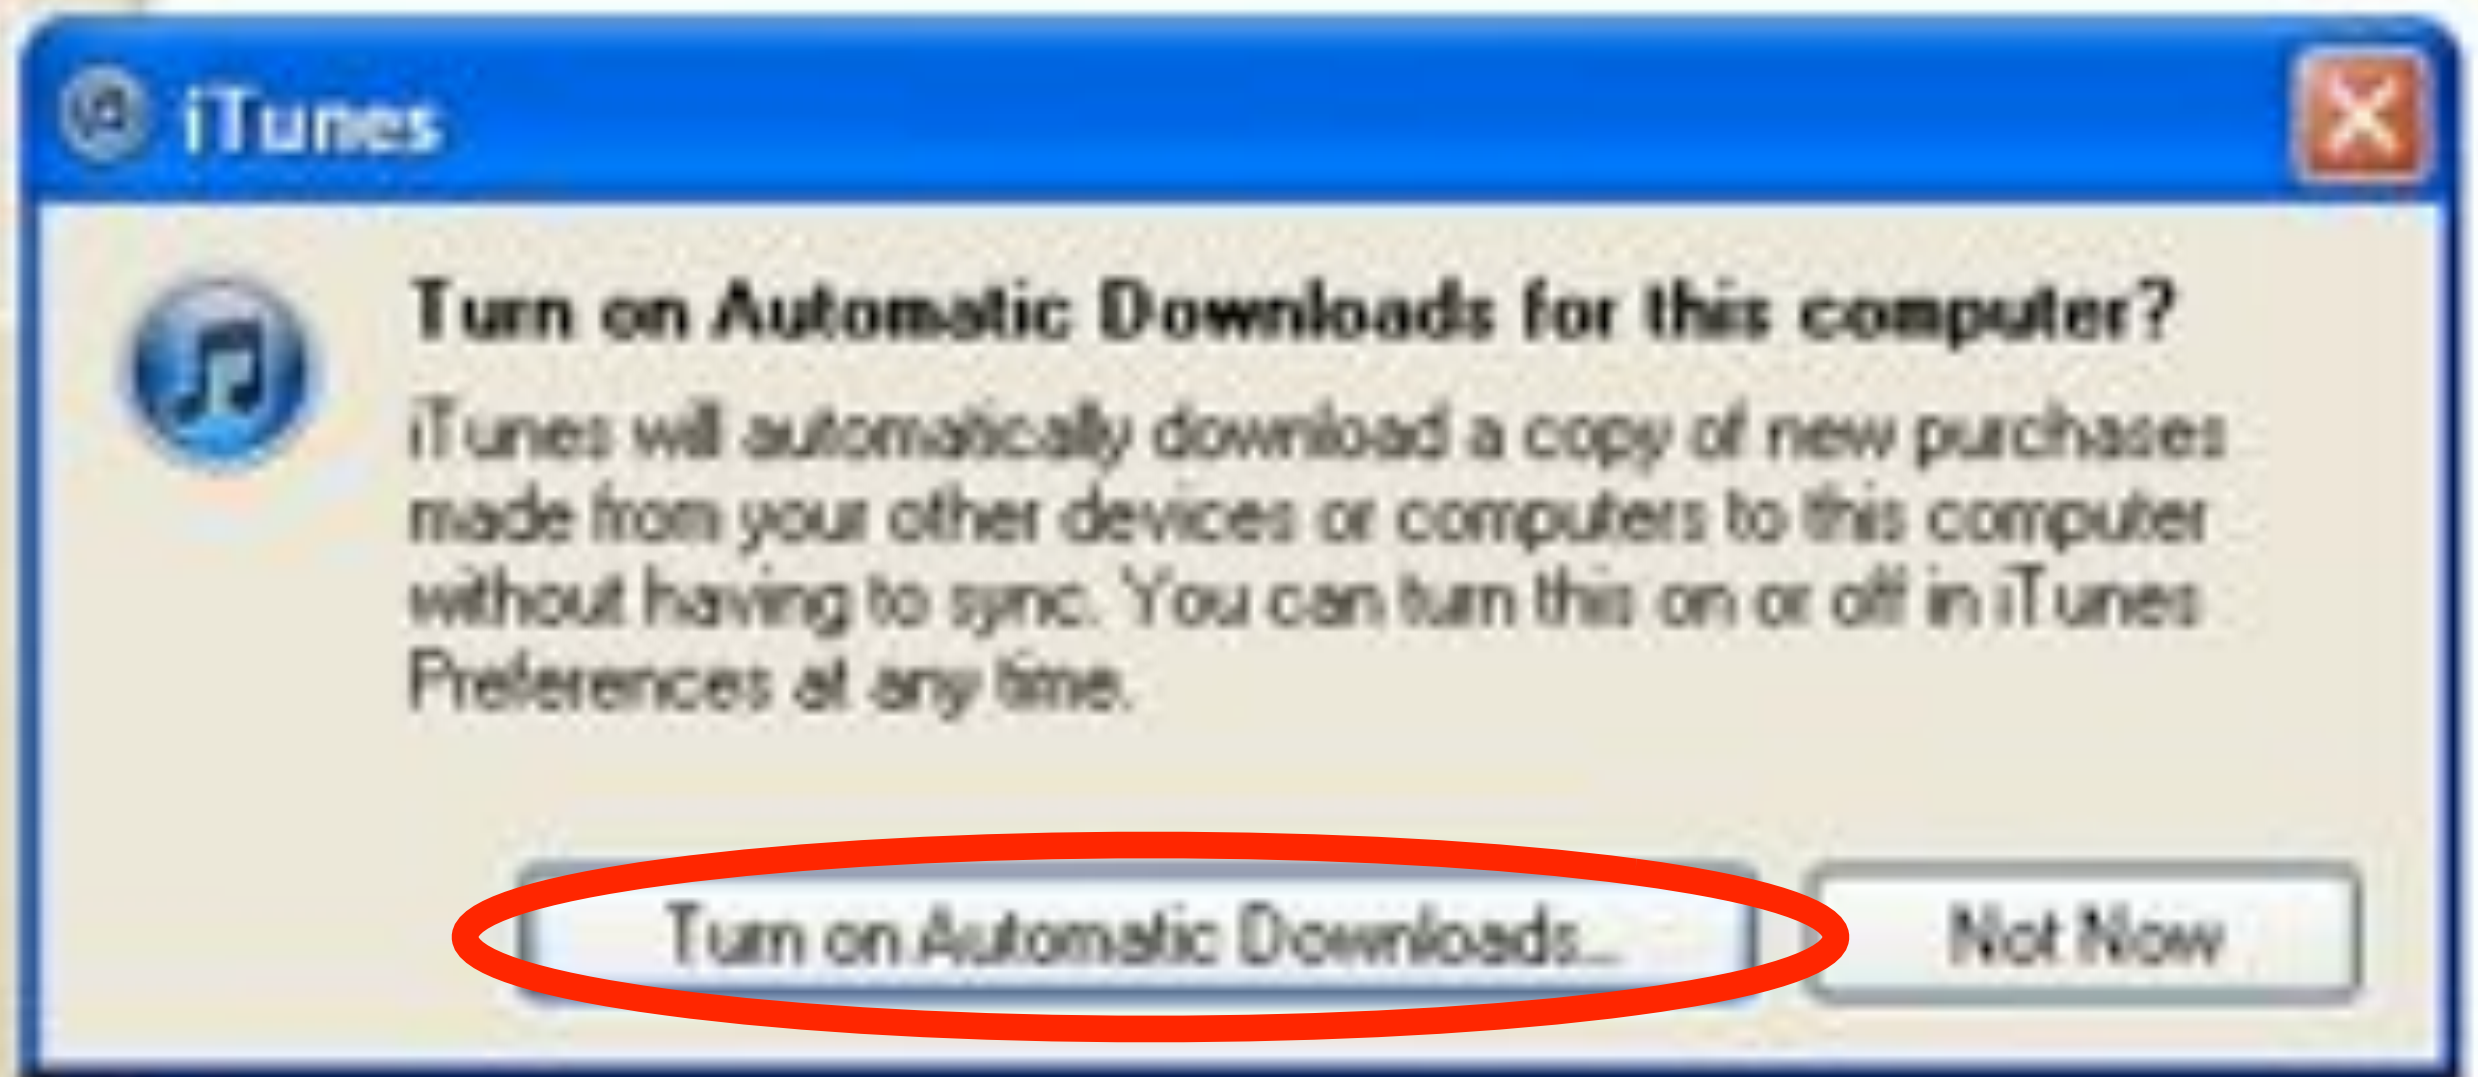 iTunes
Turn on Automatic Downloads for this computer?
iTunes will automatically download a copy of new purchases
made from your other devices or computers to this computer
without having to sync. You can turn this on or off in iTunes
Preferences at any time.
Turn on Automatic Downloads...
Not Now